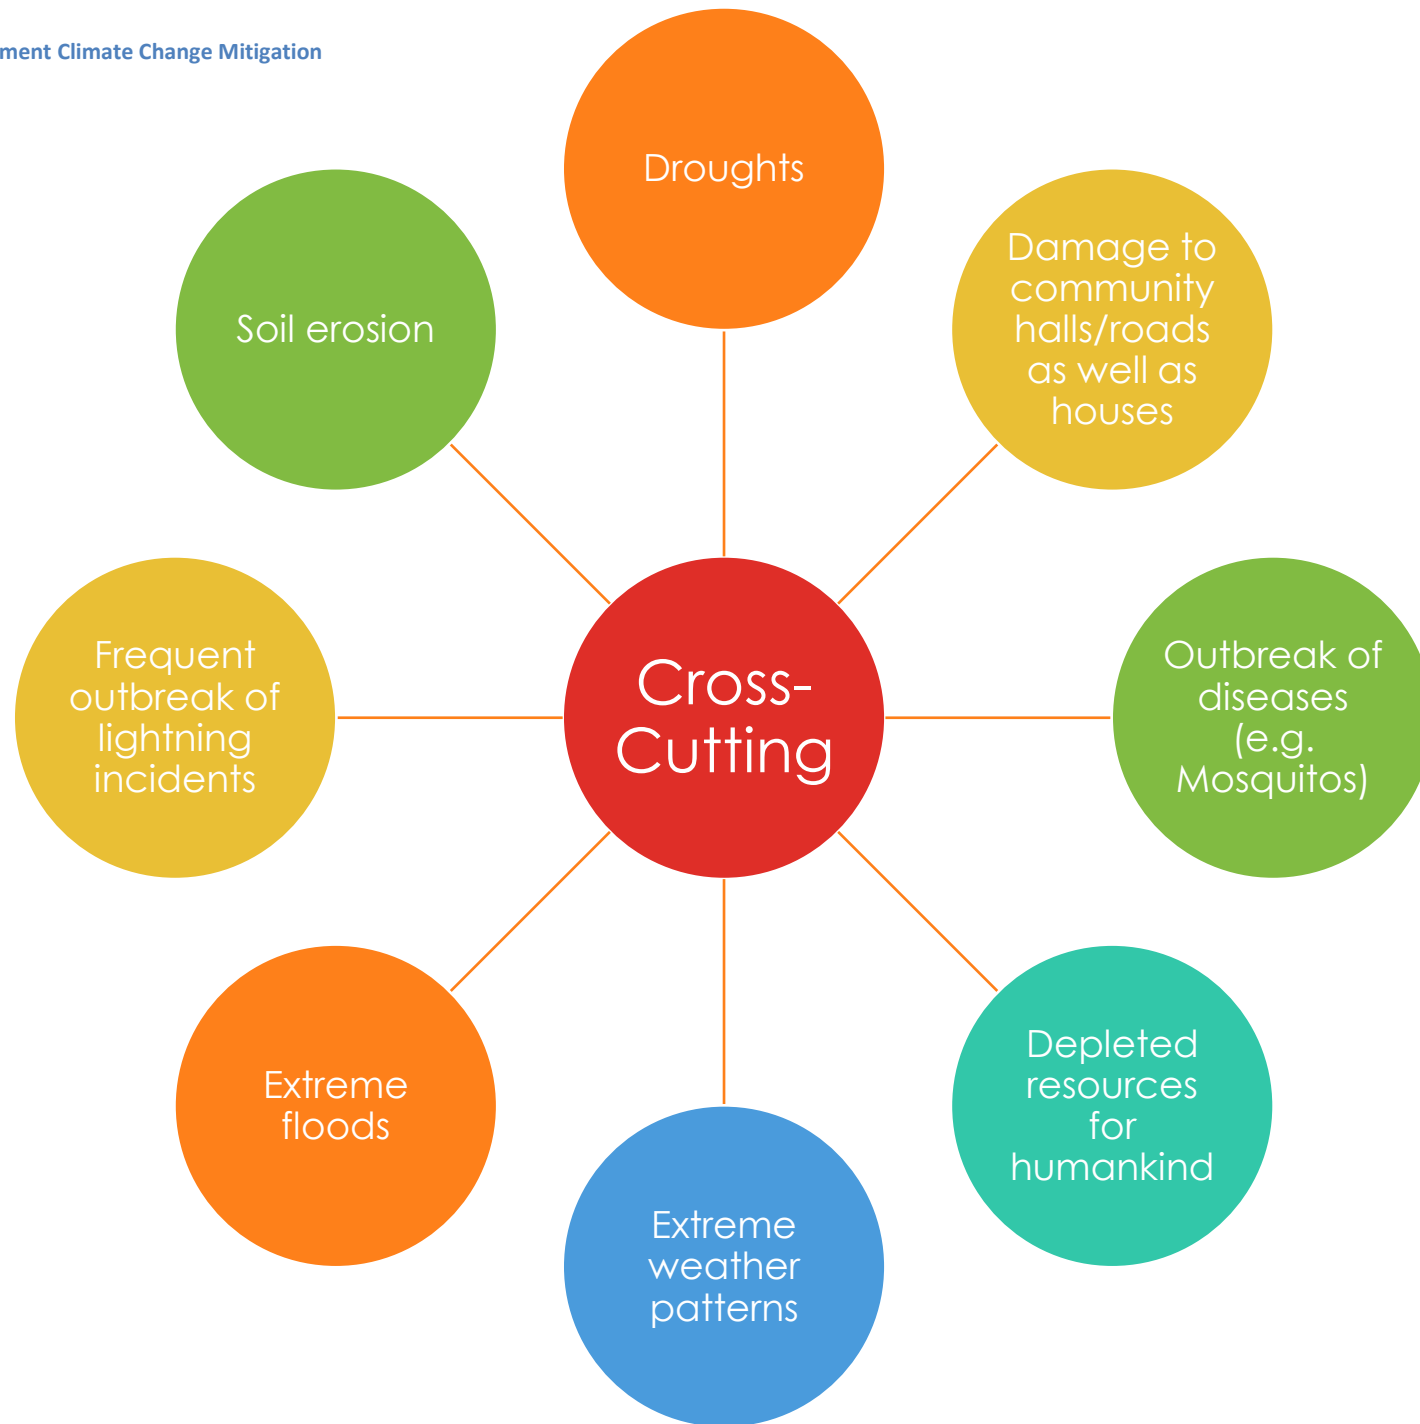 Climate Change Mitigation
Droughts
Damage to
community
halls/roads
as well as
houses
Soil erosion
Outbreak of
diseases
(e.g.
Mosquitos)
Frequent
outbreak of
lightning
incidents
Cross-
Cutting
Depleted
resources
for
humankind
Extreme
floods
Extreme
weather
patterns